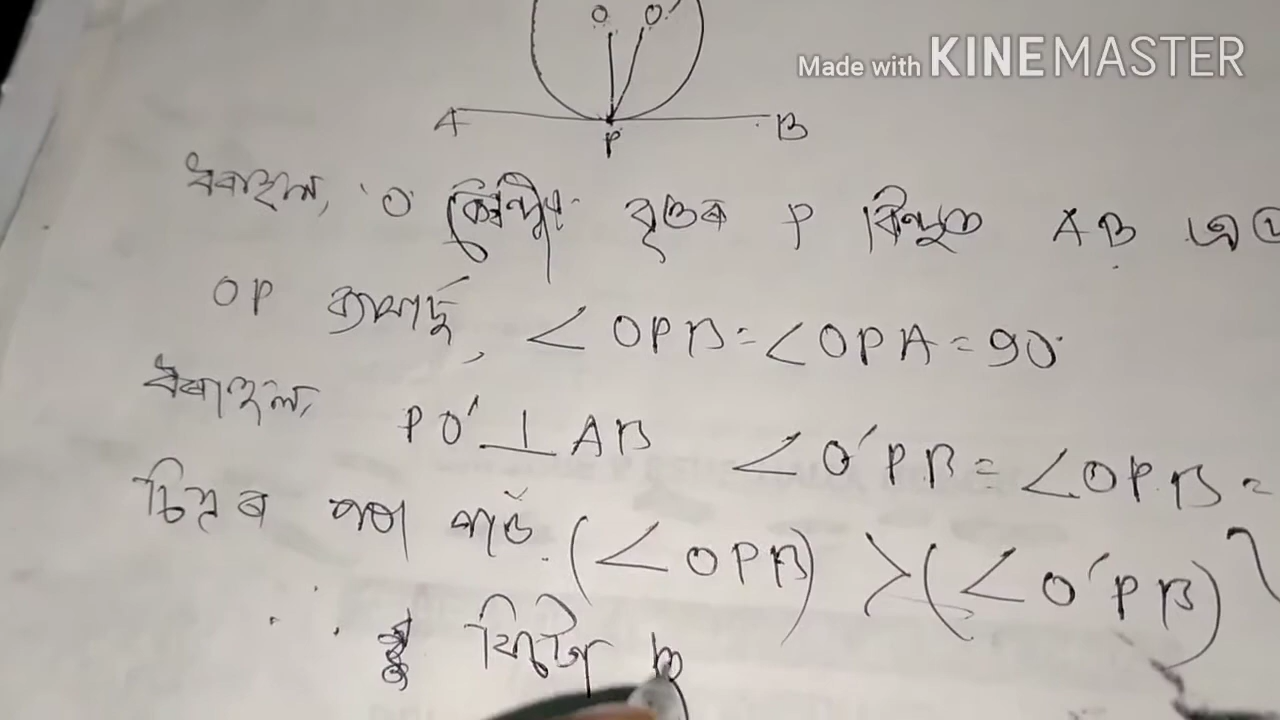 Made with KINEMASTER
O O′
A B
P
ধৰাহল, 'O' কেন্দ্ৰীয় বৃত্তৰ P বিন্দুত AB
OP ব্যাসাৰ্দ্ধ, ∠OPB = ∠OPA = 90°
ধৰাহল, PO′ ⊥ AB ∠O′PB = ∠OPB =
চিত্ৰৰ পৰা পাওঁ. (∠OPB) > (∠O′PB)
∴